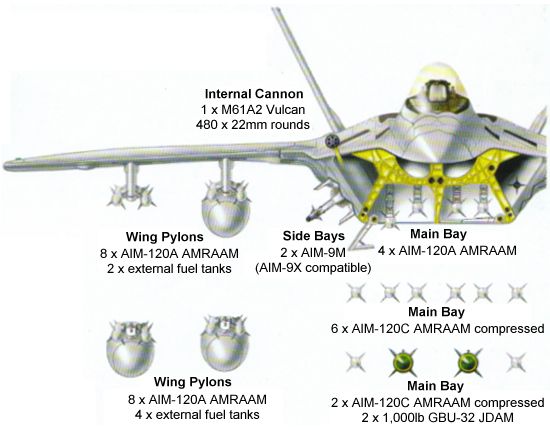 Internal Cannon
1 x M61A2 Vulcan
480 x 22mm rounds
Wing Pylons
8 x AIM-120A AMRAAM
2 x external fuel tanks
Side Bays
2 x AIM-9M
(AIM-9X compatible)
Main Bay
4 x AIM-120A AMRAAM
Main Bay
6 x AIM-120C AMRAAM compressed
Wing Pylons
8 x AIM-120A AMRAAM
4 x external fuel tanks
Main Bay
2 x AIM-120C AMRAAM compressed
2 x 1,000lb GBU-32 JDAM